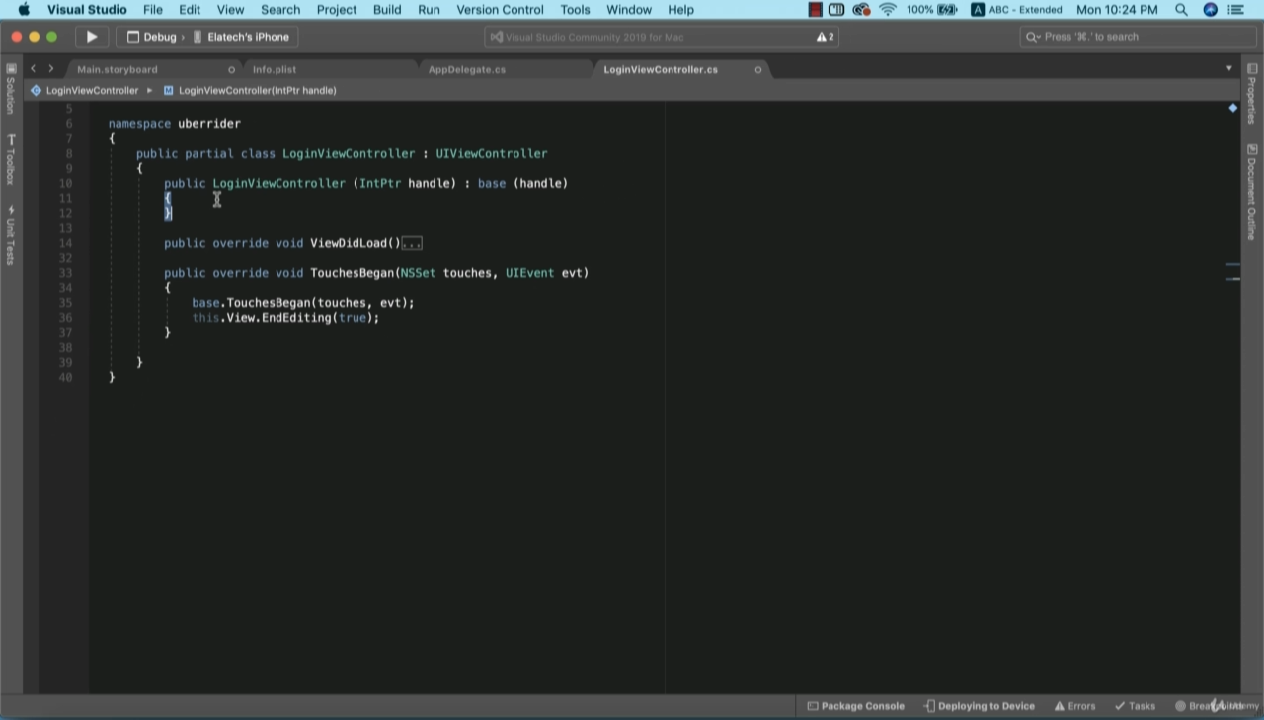 Visual Studio File Edit View Search Project Build Run Version Control Tools Window Help 100% A ABC - Extended Mon 10:24 PM
Debug › Elatech's iPhone Visual Studio Community 2019 for Mac 2 Press '⌘.' to search
Main.storyboard Info.plist AppDelegate.cs LoginViewController.cs
LoginViewController LoginViewController(IntPtr handle)
Solution
Toolbox
Unit Tests
Properties
Document Outline
5
6 namespace uberrider
7 {
8 public partial class LoginViewController : UIViewController
9 {
10 public LoginViewController (IntPtr handle) : base (handle)
11 {
12 }
13
14 public override void ViewDidLoad()...
32
33 public override void TouchesBegan(NSSet touches, UIEvent evt)
34 {
35 base.TouchesBegan(touches, evt);
36 this.View.EndEditing(true);
37 }
38
39 }
40 }
Package Console Deploying to Device Errors Tasks